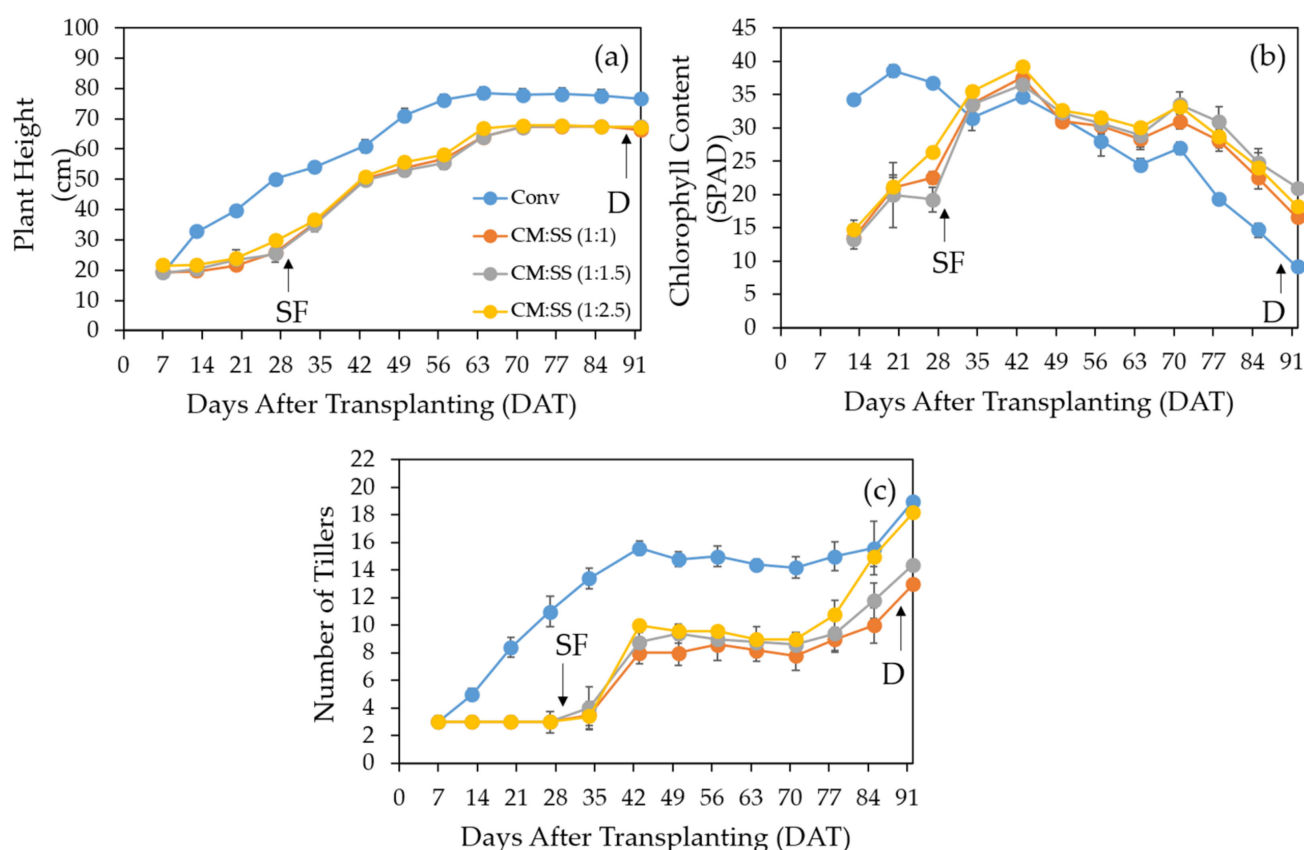 (a)
Plant Height
(cm)
100
90
80
70
60
50
40
30
20
10
0
Conv
CM:SS (1:1)
CM:SS (1:1.5)
CM:SS (1:2.5)
SF
D
0 7 14 21 28 35 42 49 56 63 70 77 84 91
Days After Transplanting (DAT)
(b)
Chlorophyll Content
(SPAD)
45
40
35
30
25
20
15
10
5
0
SF
D
0 7 14 21 28 35 42 49 56 63 70 77 84 91
Days After Transplanting (DAT)
(c)
Number of Tillers
22
20
18
16
14
12
10
8
6
4
2
0
SF
D
0 7 14 21 28 35 42 49 56 63 70 77 84 91
Days After Transplanting (DAT)